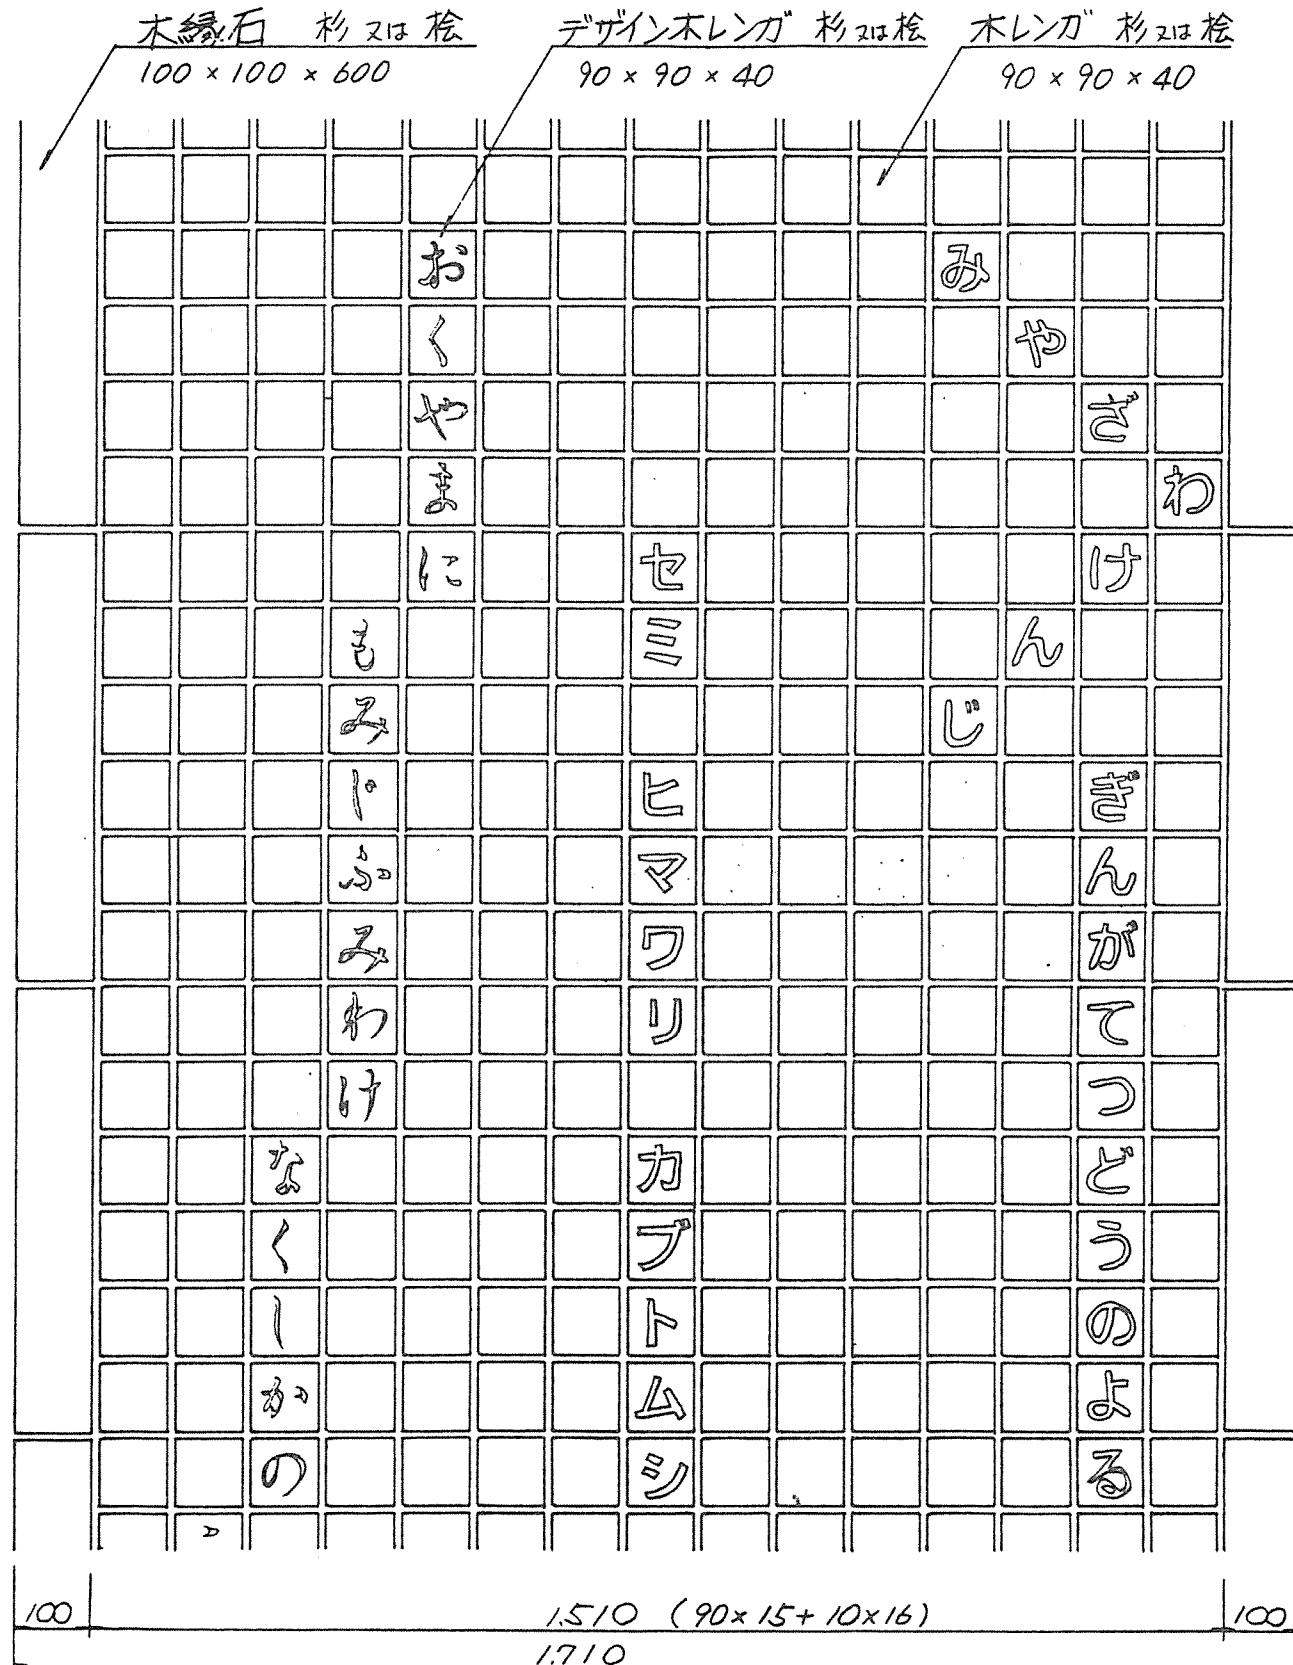 木縁石 杉又は桧
100×100×600
デザイン木レンガ 杉又は桧
90×90×40
木レンガ 杉又は桧
90×90×40
みやざわけんじ
ぎんがてつどうのよる
セミ ヒマワリ カブトムシ
おくやまに
もみじふみわけ
なくしかの
100
1.510 (90×15+10×16)
100
1.710